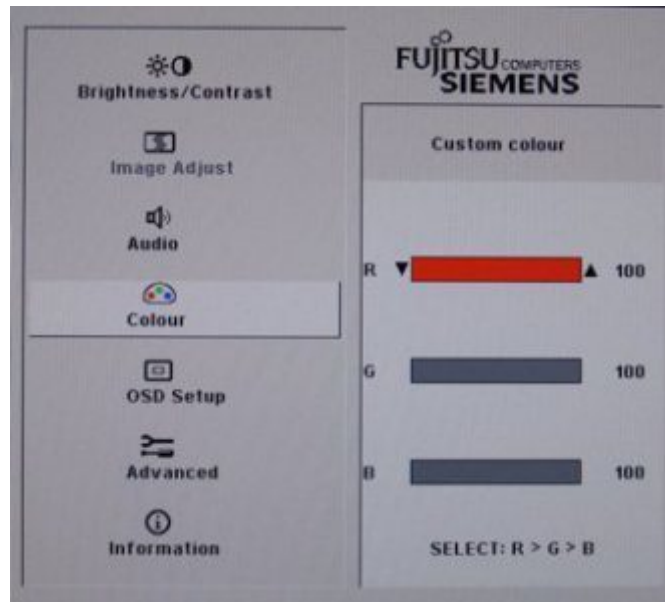 Brightness/Contrast
Image Adjust
Audio
Colour
OSD Setup
Advanced
Information
FUJITSU COMPUTERS
SIEMENS
Custom colour
R 100
G 100
B 100
SELECT: R > G > B